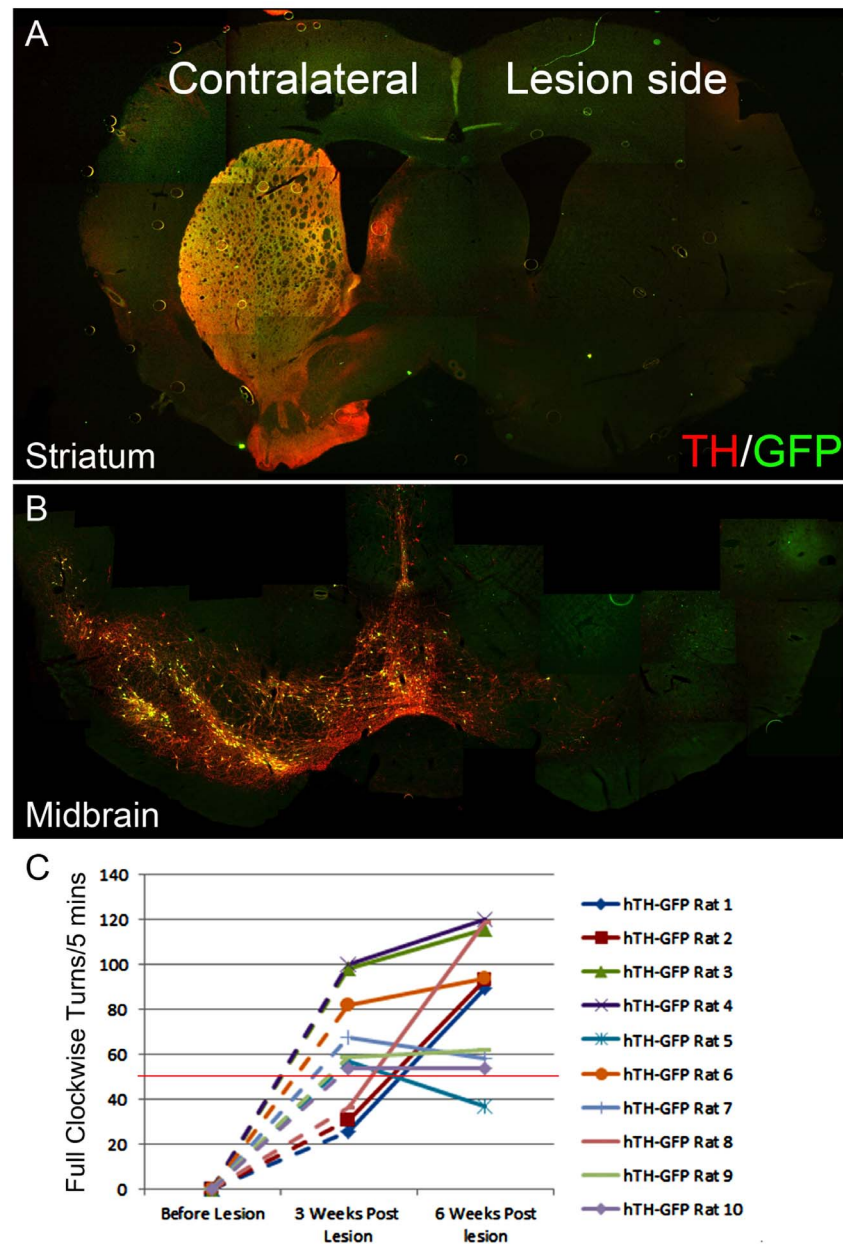 A
Contralateral Lesion side
Striatum
TH/GFP
B
Midbrain
C
Full Clockwise Turns/5 mins
140
120
100
80
60
40
20
0
Before Lesion
3 Weeks Post
Lesion
6 Weeks Post
lesion
hTH-GFP Rat 1
hTH-GFP Rat 2
hTH-GFP Rat 3
hTH-GFP Rat 4
hTH-GFP Rat 5
hTH-GFP Rat 6
hTH-GFP Rat 7
hTH-GFP Rat 8
hTH-GFP Rat 9
hTH-GFP Rat 10